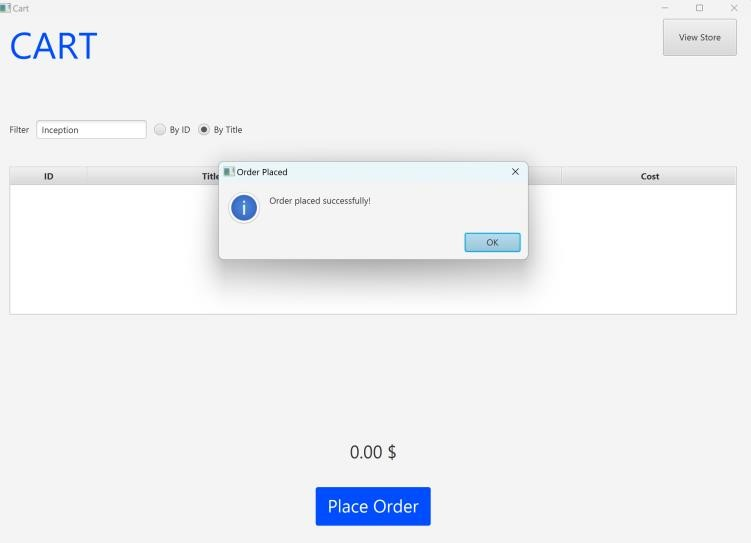 Cart
CART
View Store
Filter Inception By ID By Title
ID Title Cost
Order Placed
Order placed successfully!
OK
0.00 $
Place Order